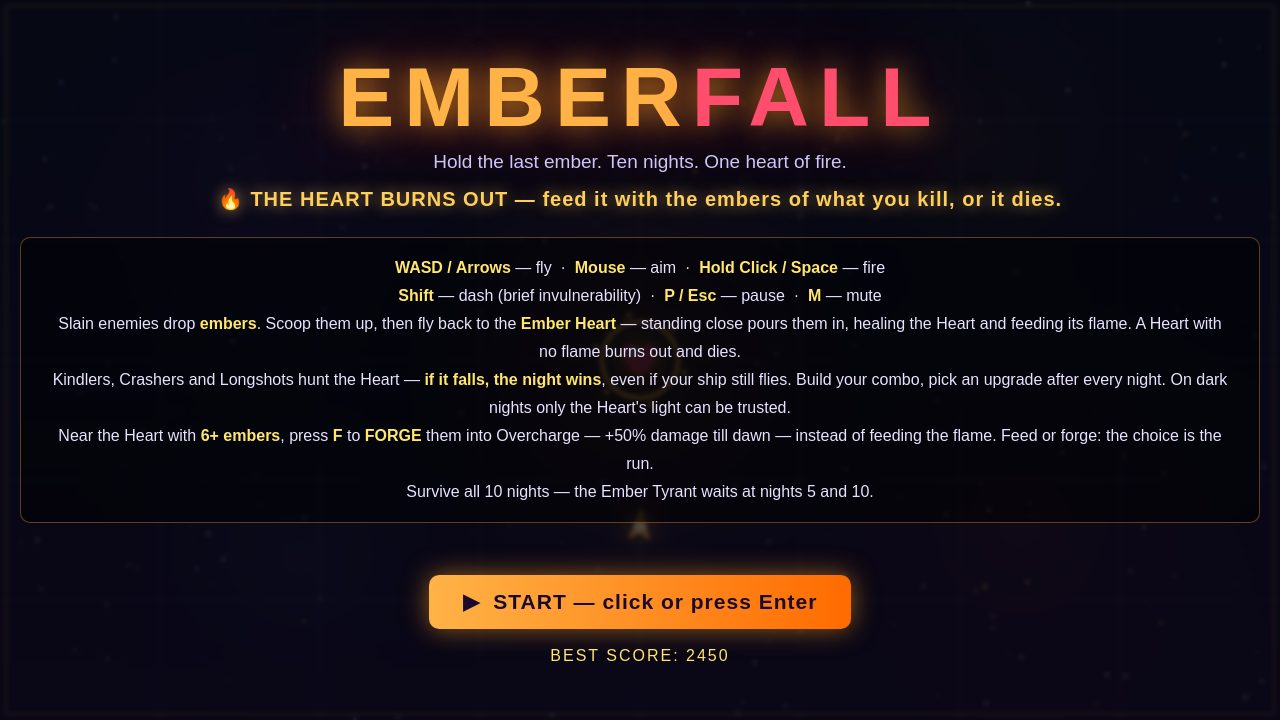 EMBERFALL
Hold the last ember. Ten nights. One heart of fire.
🔥 THE HEART BURNS OUT — feed it with the embers of what you kill, or it dies.
WASD / Arrows — fly · Mouse — aim · Hold Click / Space — fire
Shift — dash (brief invulnerability) · P / Esc — pause · M — mute
Slain enemies drop embers. Scoop them up, then fly back to the Ember Heart — standing close pours them in, healing the Heart and feeding its flame. A Heart with
no flame burns out and dies.
Kindlers, Crashers and Longshots hunt the Heart — if it falls, the night wins, even if your ship still flies. Build your combo, pick an upgrade after every night. On dark
nights only the Heart's light can be trusted.
Near the Heart with 6+ embers, press F to FORGE them into Overcharge — +50% damage till dawn — instead of feeding the flame. Feed or forge: the choice is the
run.
Survive all 10 nights — the Ember Tyrant waits at nights 5 and 10.
▶ START — click or press Enter
BEST SCORE: 2450